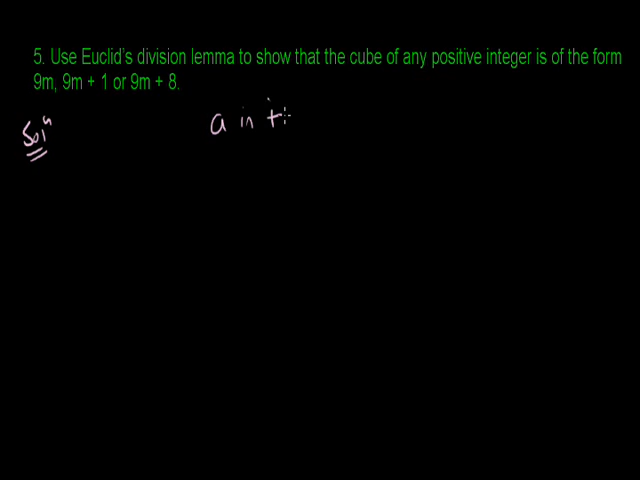 5. Use Euclid's division lemma to show that the cube of any positive integer is of the form
9m, 9m + 1 or 9m + 8.
Solⁿ
a in +